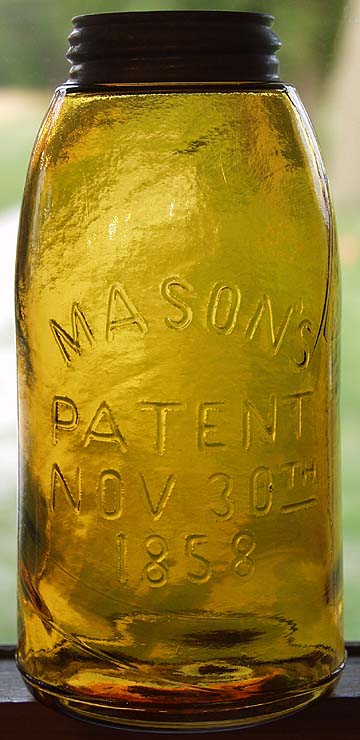 MASON'S
PATENT
NOV 30TH
1858